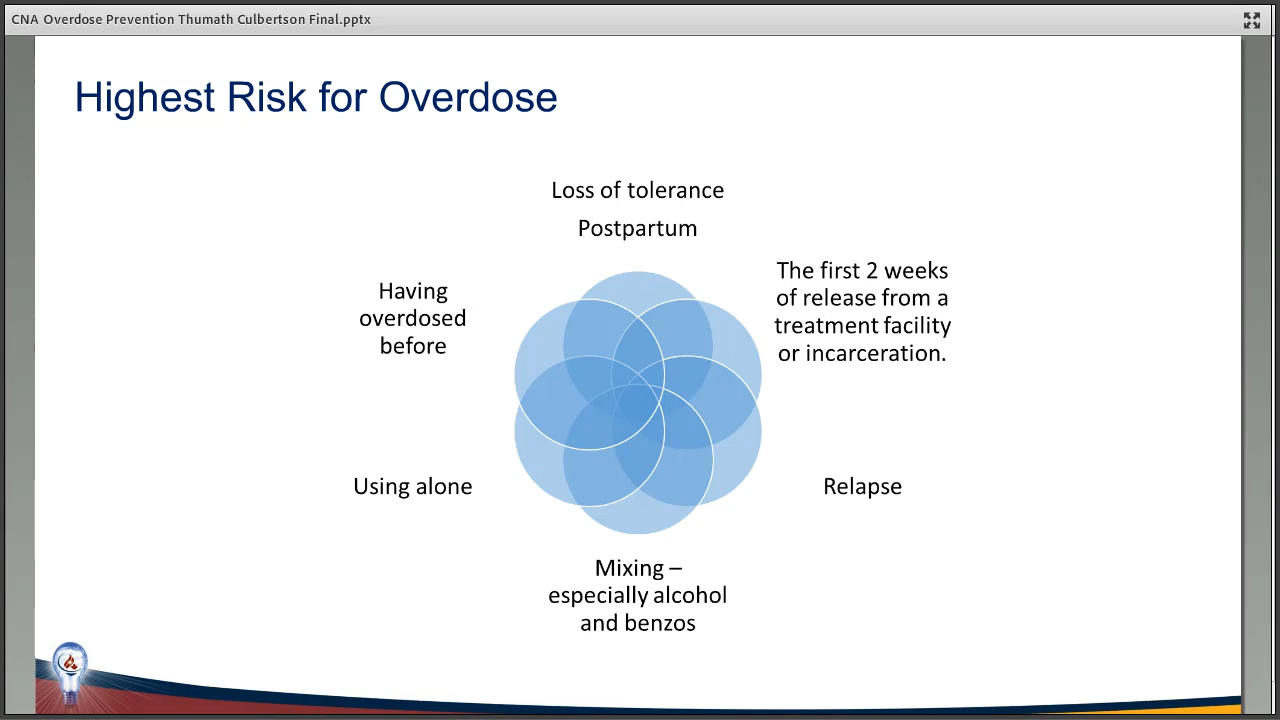 CNA Overdose Prevention Thumath Culbertson Final.pptx
Highest Risk for Overdose
Loss of tolerance
Postpartum
The first 2 weeks
of release from a
treatment facility
or incarceration.
Relapse
Mixing –
especially alcohol
and benzos
Using alone
Having
overdosed
before